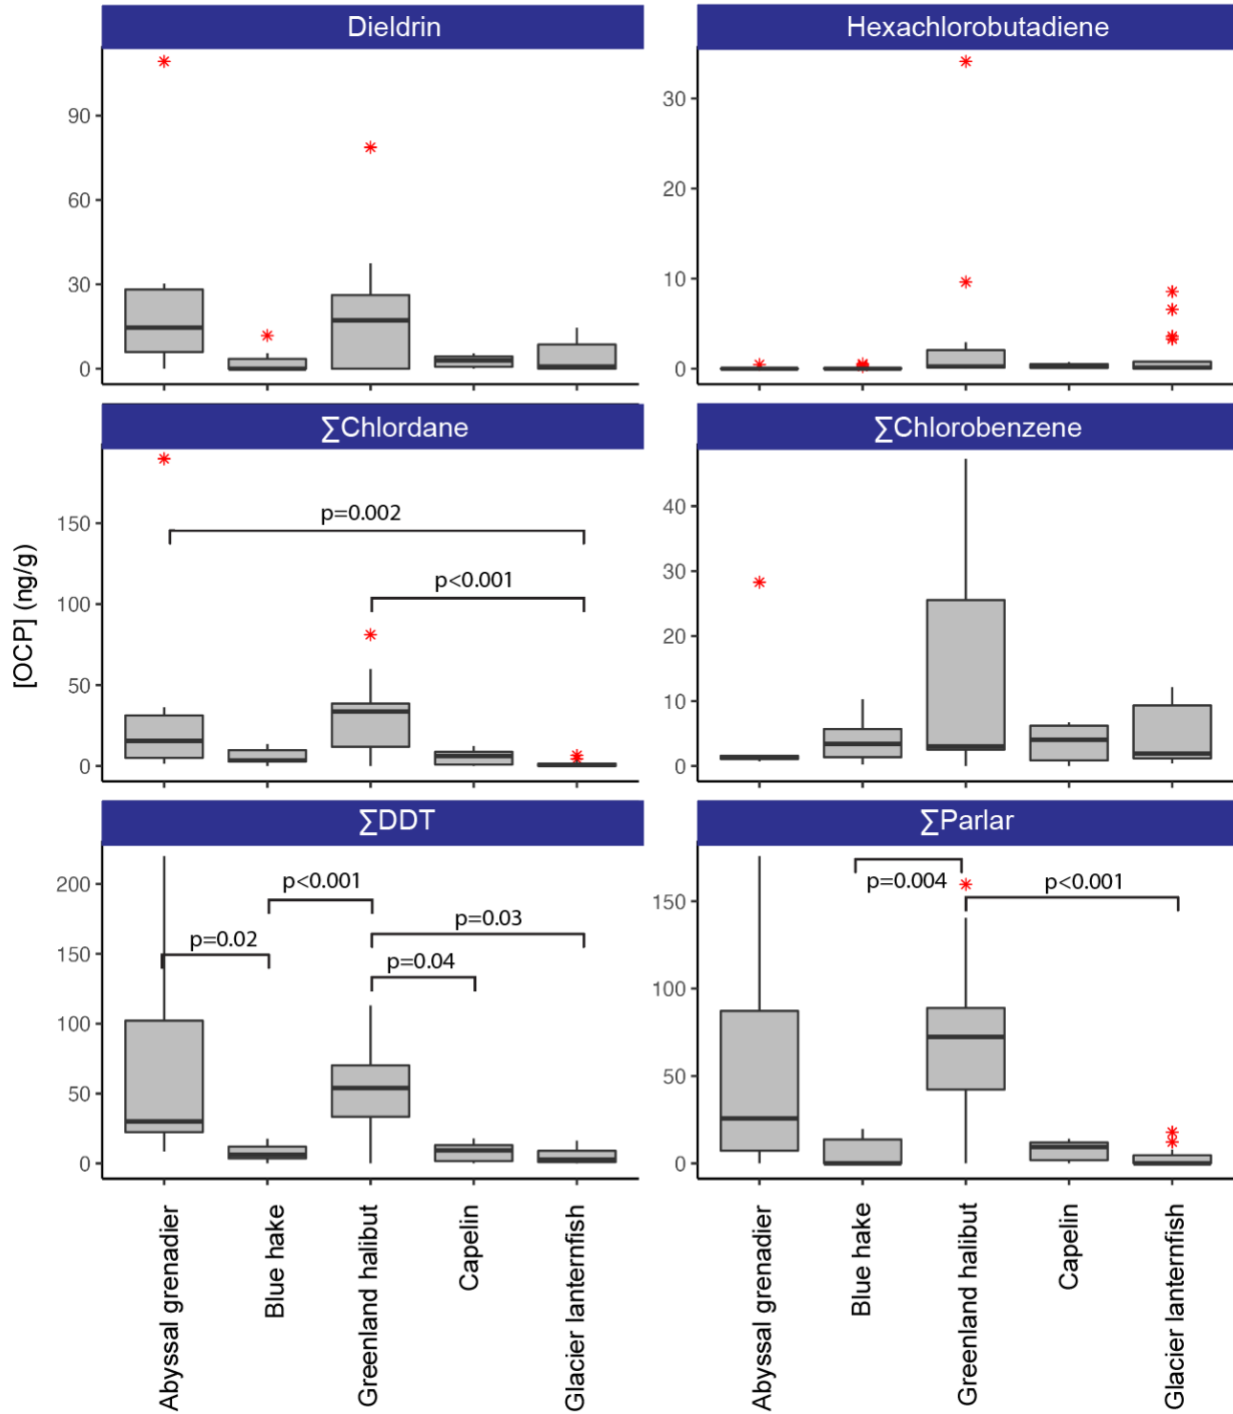 Dieldrin
Hexachlorobutadiene
90
60
30
0
30
20
10
0
∑Chlordane
∑Chlorobenzene
[OCP] (ng/g)
150
100
50
0
p=0.002
p<0.001
40
30
20
10
0
∑DDT
∑Parlar
200
150
100
50
0
p<0.001
p=0.02
p=0.03
p=0.04
150
100
50
0
p=0.004
p<0.001
Abyssal grenadier
Blue hake
Greenland halibut
Capelin
Glacier lanternfish
Abyssal grenadier
Blue hake
Greenland halibut
Capelin
Glacier lanternfish